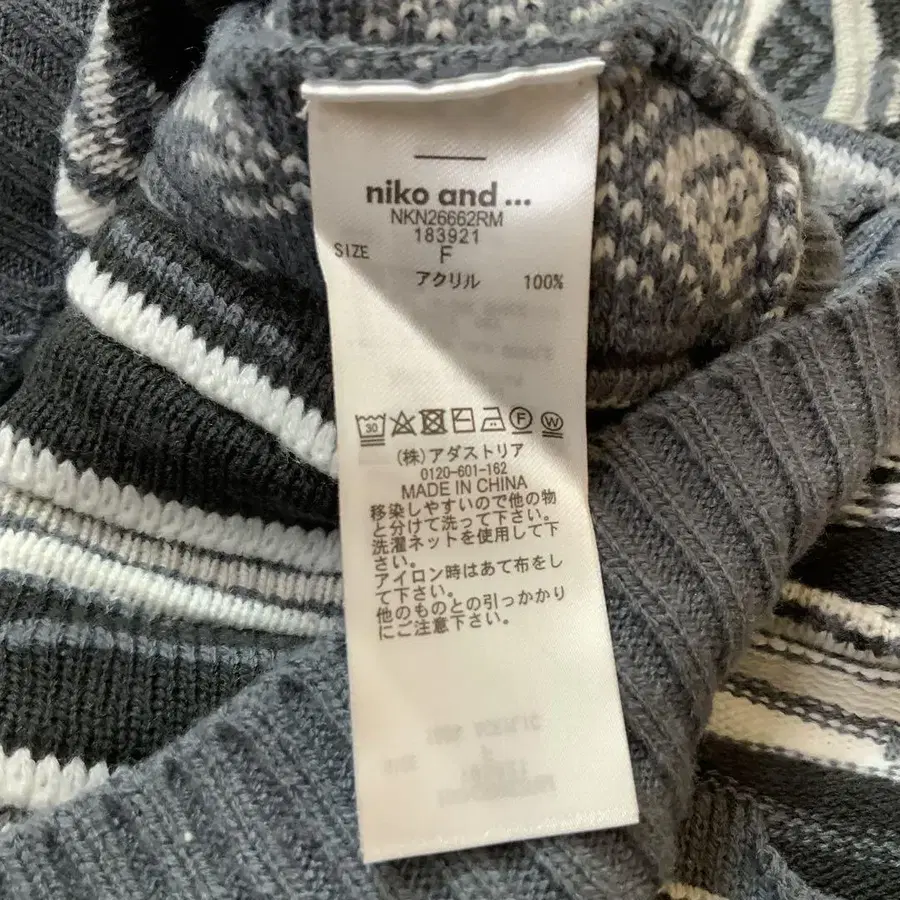 niko and ...
NKN26662RM
183921
SIZE F
アクリル 100%
30 F W
(株)アダストリア
0120-601-162
MADE IN CHINA
移染しやすいので他の物
と分けて洗って下さい。
洗濯ネットを使用して下
さい。
アイロン時はあて布をし
て下さい。
他のものとの引っかかり
にご注意下さい。